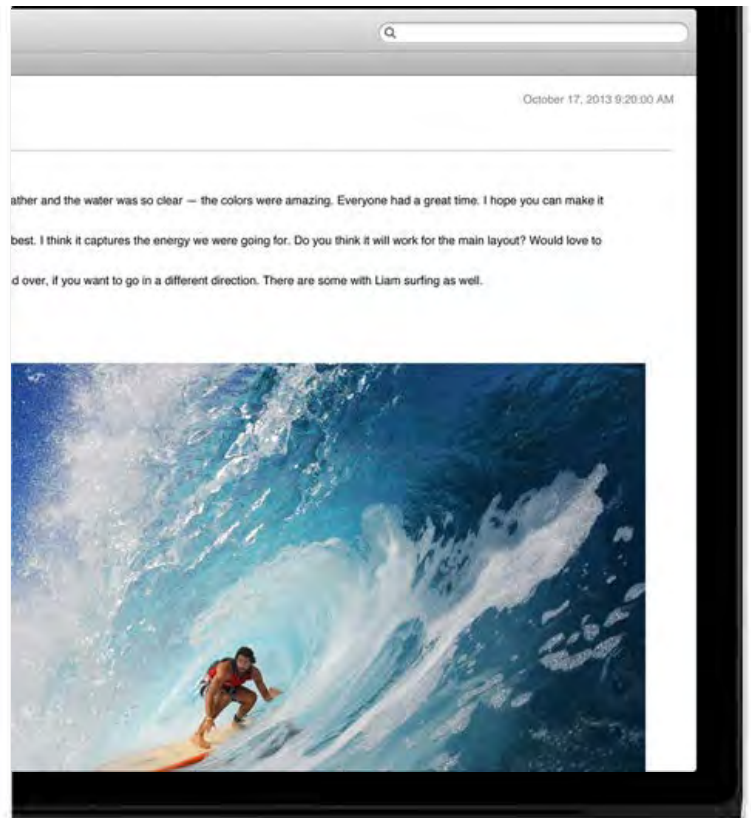 October 17, 2013 9:20:00 AM
ather and the water was so clear — the colors were amazing. Everyone had a great time. I hope you can make it
best. I think it captures the energy we were going for. Do you think it will work for the main layout? Would love to
d over, if you want to go in a different direction. There are some with Liam surfing as well.